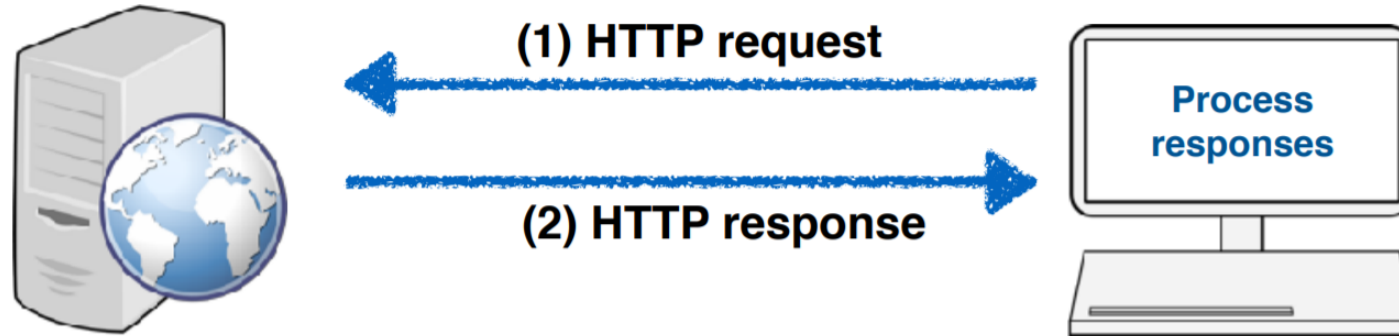 (1) HTTP request
Process
responses
(2) HTTP response